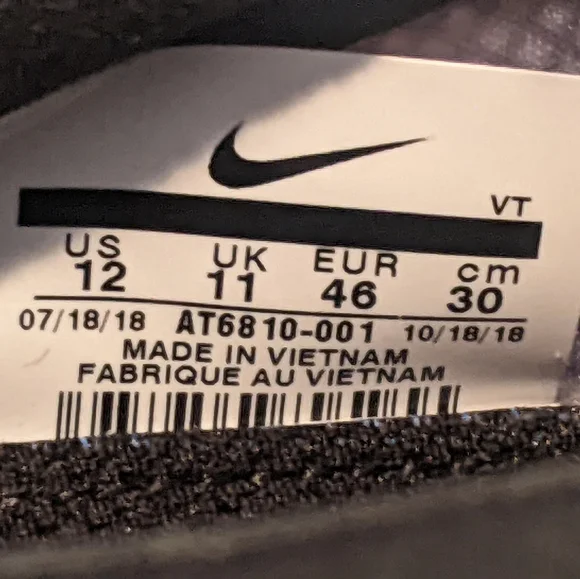 VT
US UK EUR cm
12 11 46 30
07/18/18 AT6810-001 10/18/18
MADE IN VIETNAM
FABRIQUE AU VIETNAM